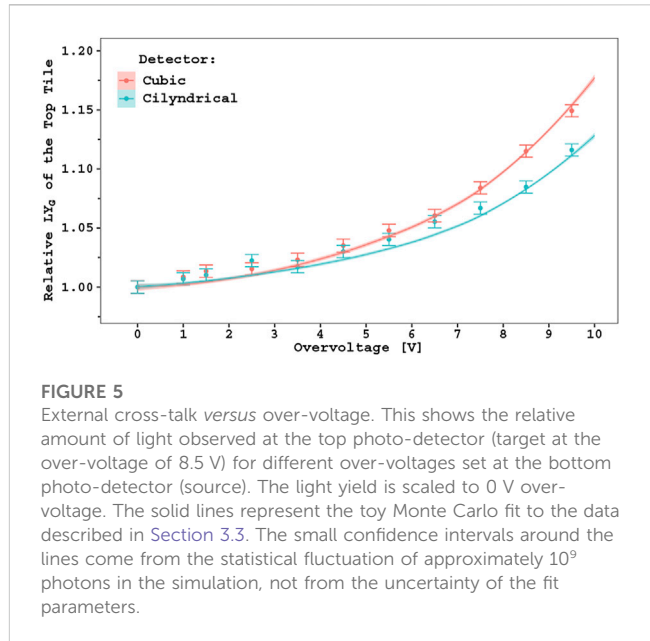 Relative LY_G of the Top Tile
1.20
1.15
1.10
1.05
1.00
Detector:
Cubic
Cilyndrical
0 1 2 3 4 5 6 7 8 9 10
Overvoltage [V]
FIGURE 5
External cross-talk versus over-voltage. This shows the relative
amount of light observed at the top photo-detector (target at the
over-voltage of 8.5 V) for different over-voltages set at the bottom
photo-detector (source). The light yield is scaled to 0 V over-
voltage. The solid lines represent the toy Monte Carlo fit to the data
described in Section 3.3. The small confidence intervals around the
lines come from the statistical fluctuation of approximately 10⁹
photons in the simulation, not from the uncertainty of the fit
parameters.